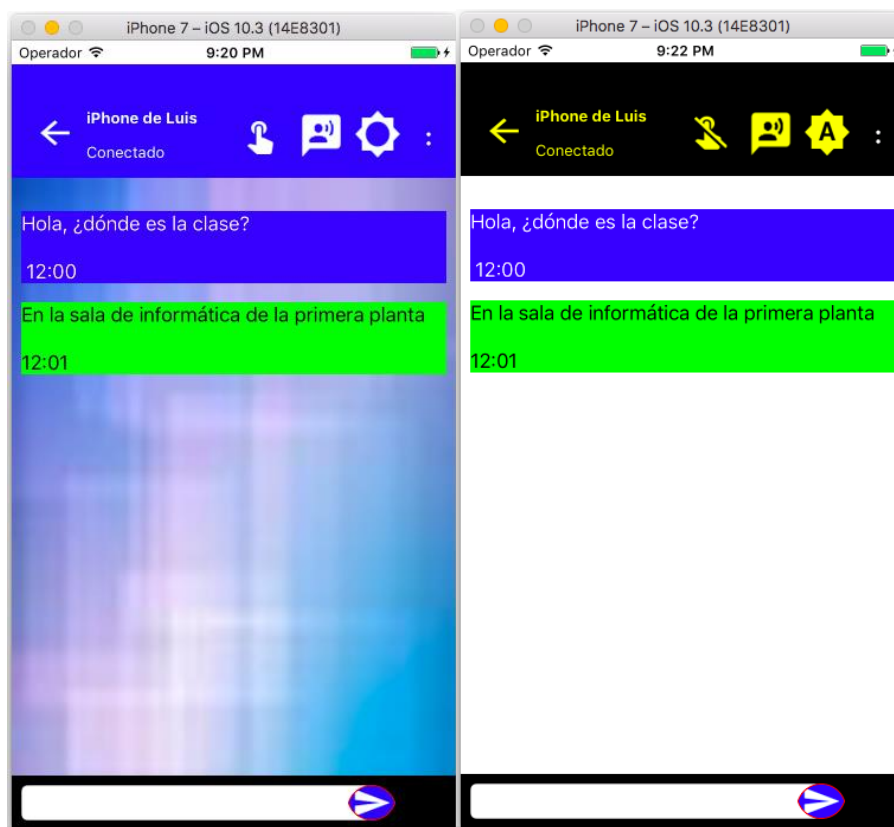 iPhone 7 – iOS 10.3 (14E8301)
Operador
9:20 PM
iPhone de Luis
Conectado
Hola, ¿dónde es la clase?
12:00
En la sala de informática de la primera planta
12:01
iPhone 7 – iOS 10.3 (14E8301)
Operador
9:22 PM
iPhone de Luis
Conectado
A
Hola, ¿dónde es la clase?
12:00
En la sala de informática de la primera planta
12:01